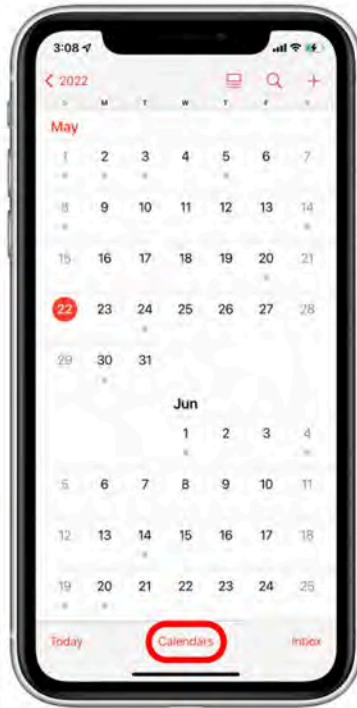 3:08
2022
S M T W T F S
May
1 2 3 4 5 6 7
8 9 10 11 12 13 14
15 16 17 18 19 20 21
22 23 24 25 26 27 28
29 30 31
Jun
1 2 3 4
5 6 7 8 9 10 11
12 13 14 15 16 17 18
19 20 21 22 23 24 25
Today Calendars Inbox